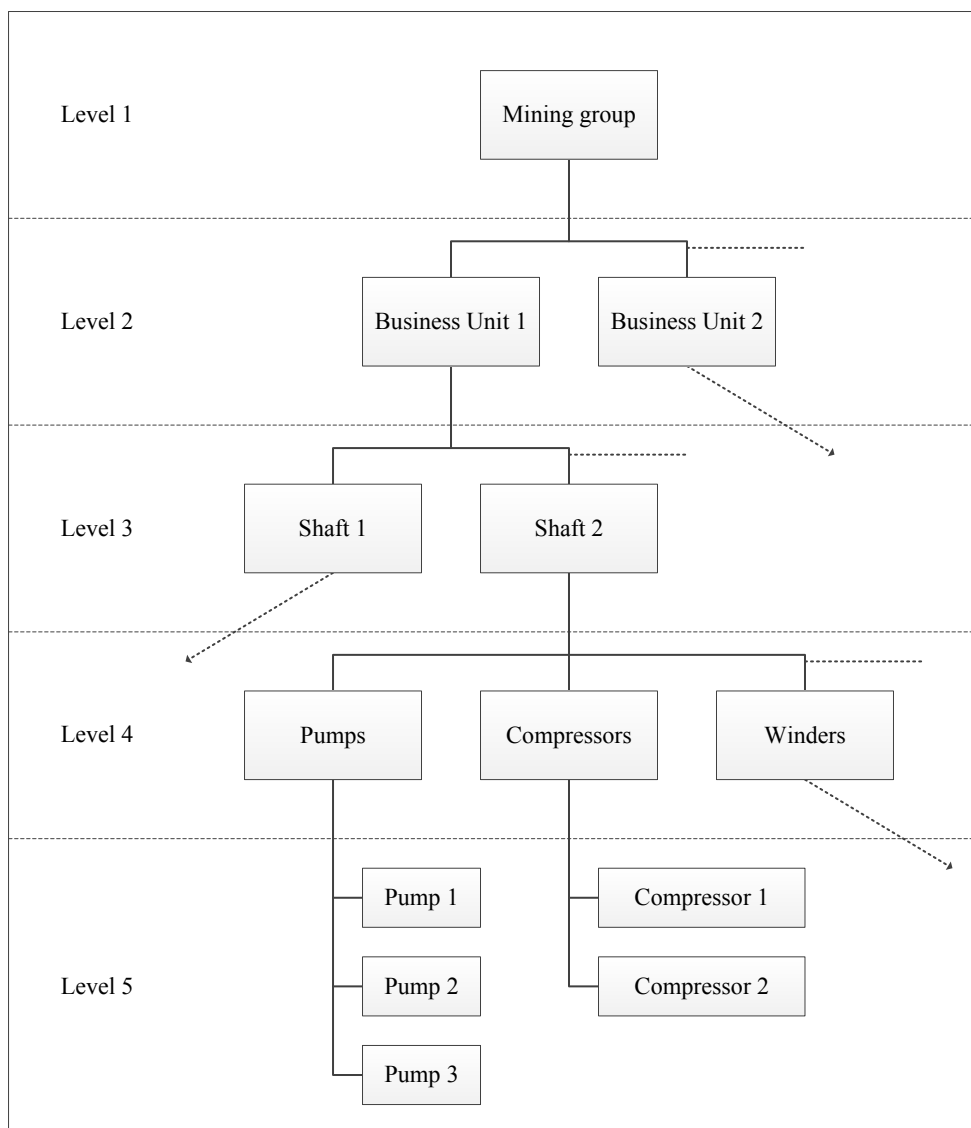 Level 1
Mining group
Level 2
Business Unit 1
Business Unit 2
Level 3
Shaft 1
Shaft 2
Level 4
Pumps
Compressors
Winders
Level 5
Pump 1
Compressor 1
Pump 2
Compressor 2
Pump 3